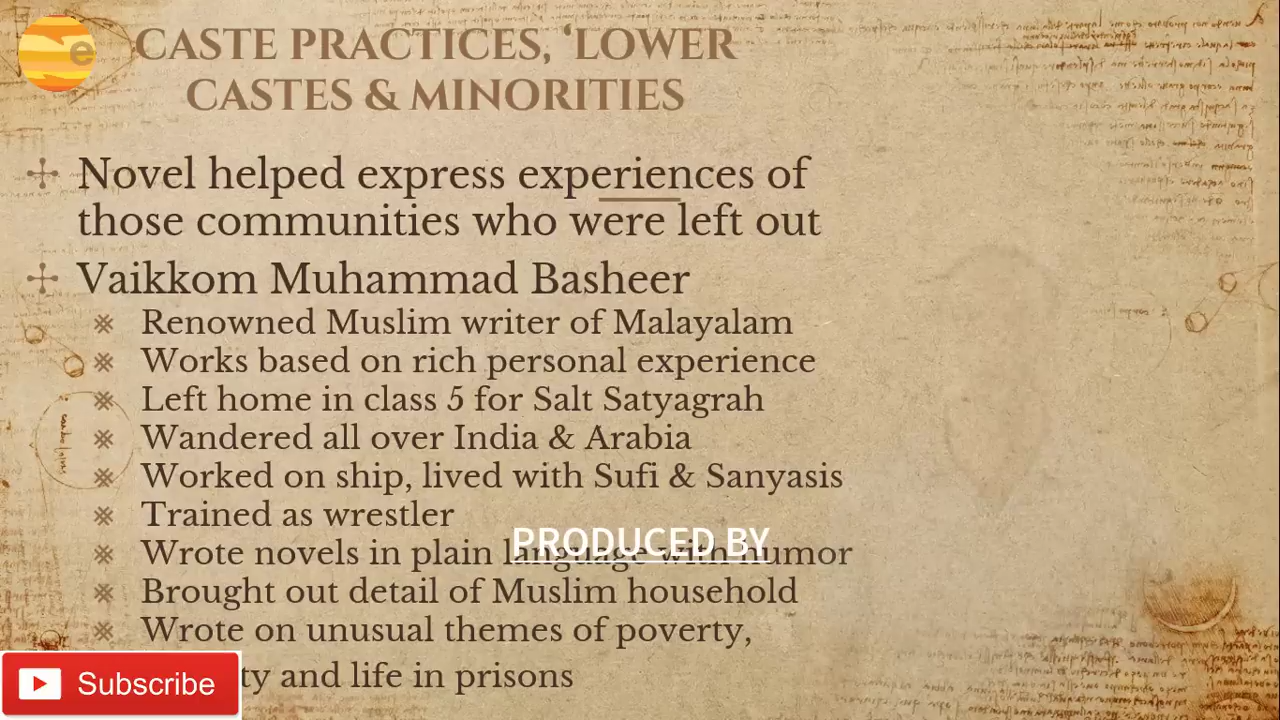 e
CASTE PRACTICES, ‘LOWER
CASTES & MINORITIES
Novel helped express experiences of
those communities who were left out
Vaikkom Muhammad Basheer
Renowned Muslim writer of Malayalam
Works based on rich personal experience
Left home in class 5 for Salt Satyagrah
Wandered all over India & Arabia
Worked on ship, lived with Sufi & Sanyasis
Trained as wrestler
PRODUCED BY
Wrote novels in plain language with humor
Brought out detail of Muslim household
Wrote on unusual themes of poverty,
and life in prisons
Subscribe